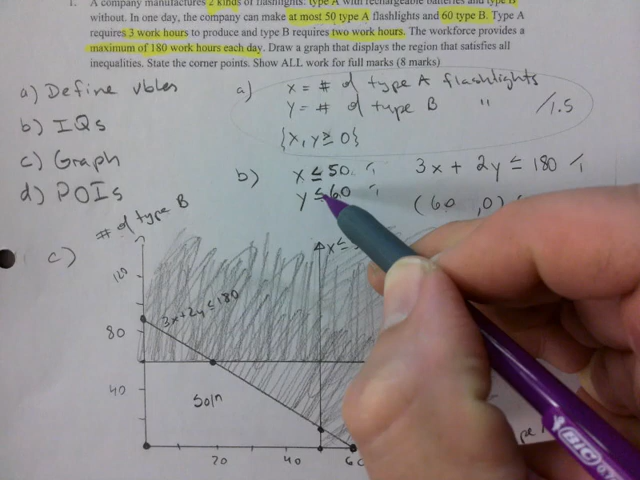 1. A company manufactures 2 kinds of flashlights: type A with rechargeable batteries and type B
without. In one day, the company can make at most 50 type A flashlights and 60 type B. Type A
requires 3 work hours to produce and type B requires two work hours. The workforce provides a
maximum of 180 work hours each day. Draw a graph that displays the region that satisfies all
inequalities. State the corner points. Show ALL work for full marks (8 marks)
a) Define vbles
b) IQs
c) Graph
d) POIs
a) x = # of type A flashlights
y = # of type B "
/1.5
{x, y ≥ 0}
b) x ≤ 50
y ≤ 60
3x + 2y ≤ 180
(60, 0)
c)
# of type B
120
80
40
x ≤
3x+2y ≤ 180
Soln
20
40
BIC